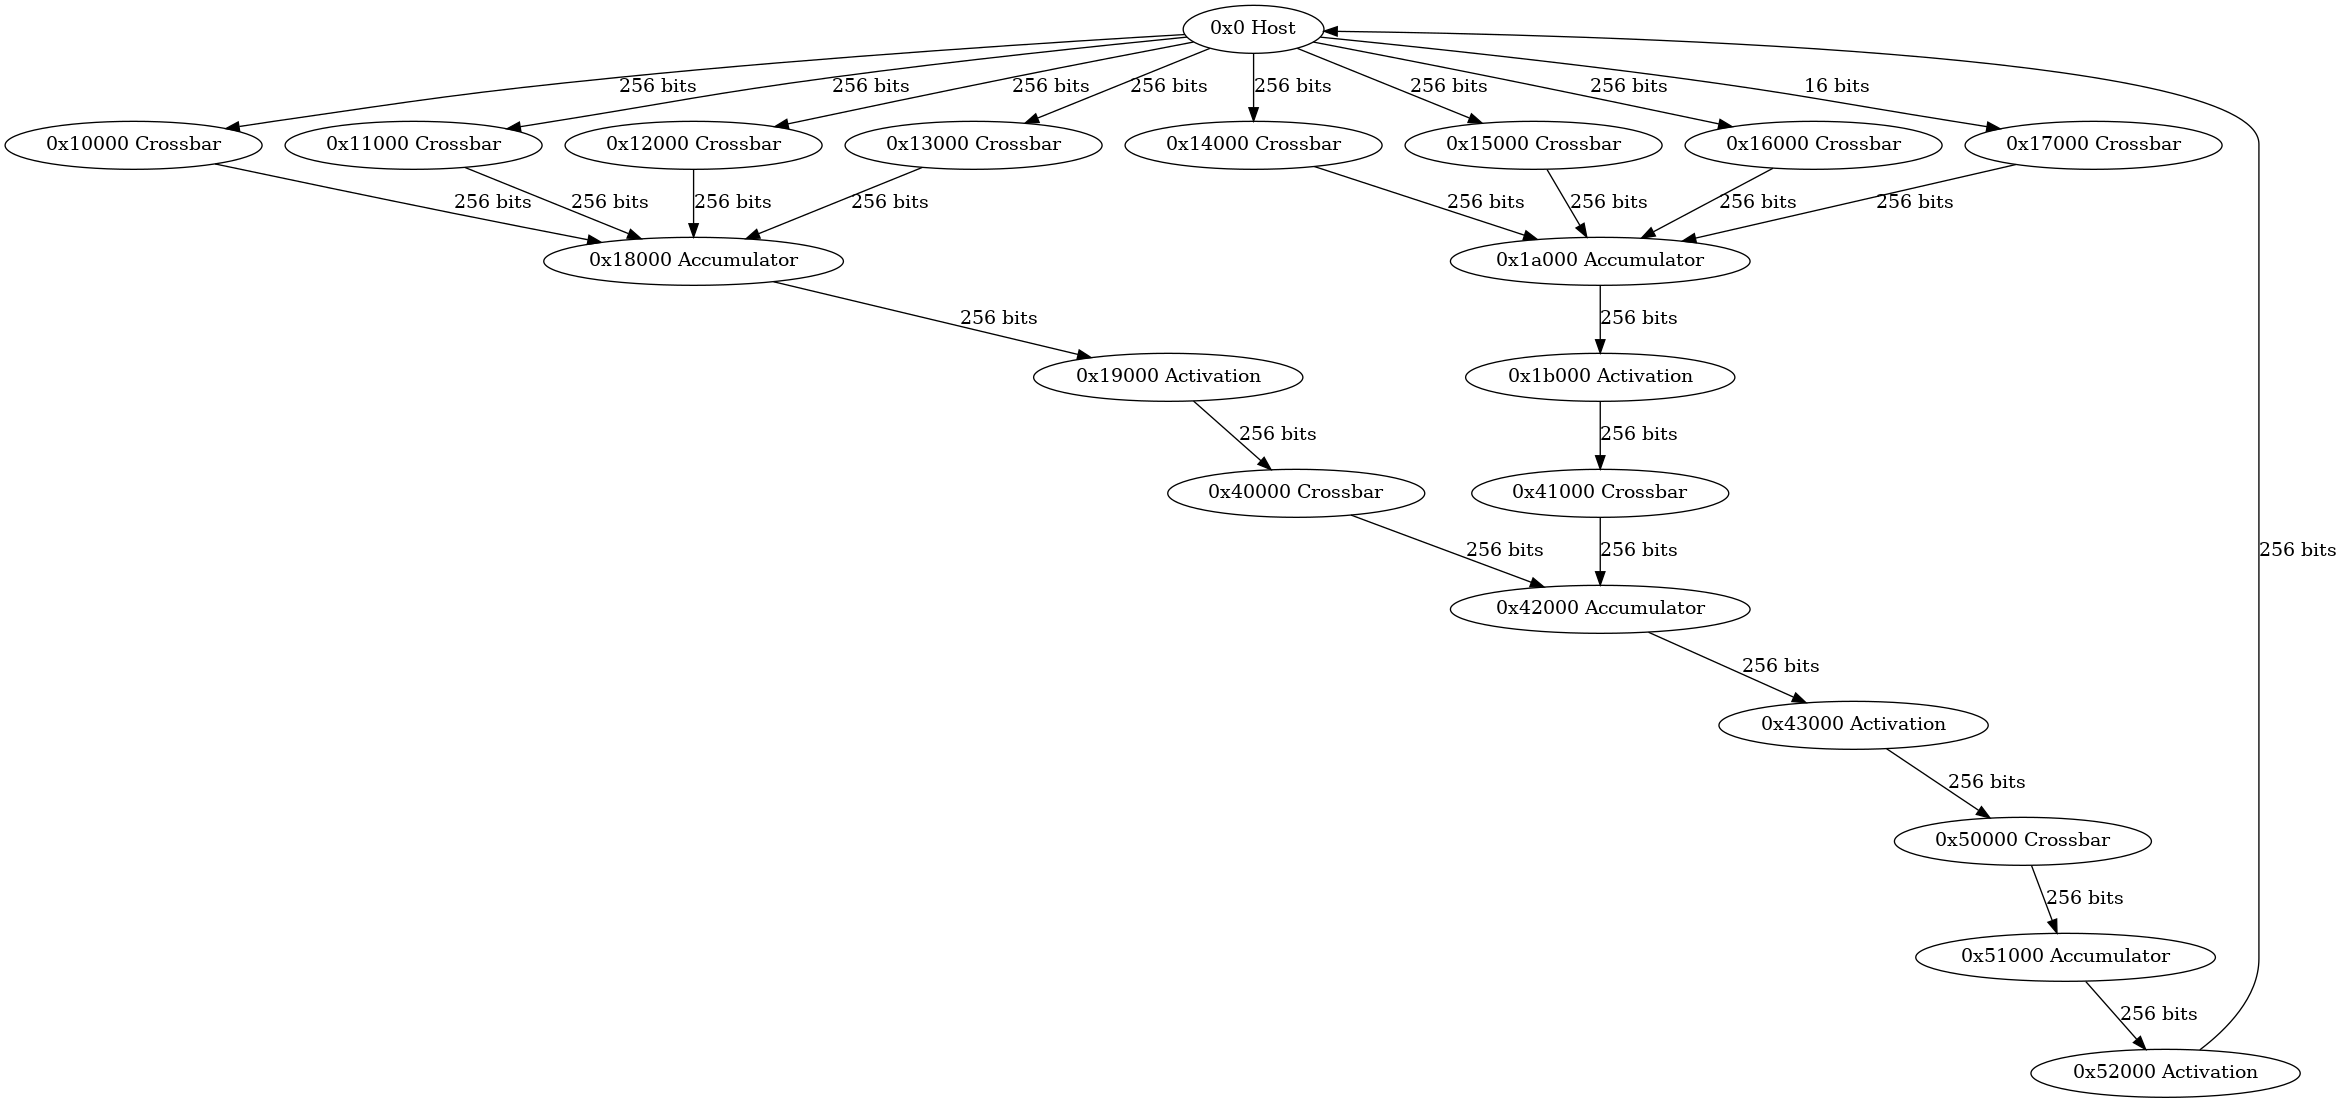 0x0 Host
256 bits
256 bits
256 bits
256 bits
256 bits
256 bits
256 bits
16 bits
0x10000 Crossbar
0x11000 Crossbar
0x12000 Crossbar
0x13000 Crossbar
0x14000 Crossbar
0x15000 Crossbar
0x16000 Crossbar
0x17000 Crossbar
256 bits
256 bits
256 bits
256 bits
256 bits
256 bits
256 bits
256 bits
0x18000 Accumulator
0x1a000 Accumulator
256 bits
256 bits
0x19000 Activation
0x1b000 Activation
256 bits
256 bits
0x40000 Crossbar
0x41000 Crossbar
256 bits
256 bits
256 bits
0x42000 Accumulator
256 bits
0x43000 Activation
256 bits
0x50000 Crossbar
256 bits
0x51000 Accumulator
256 bits
0x52000 Activation